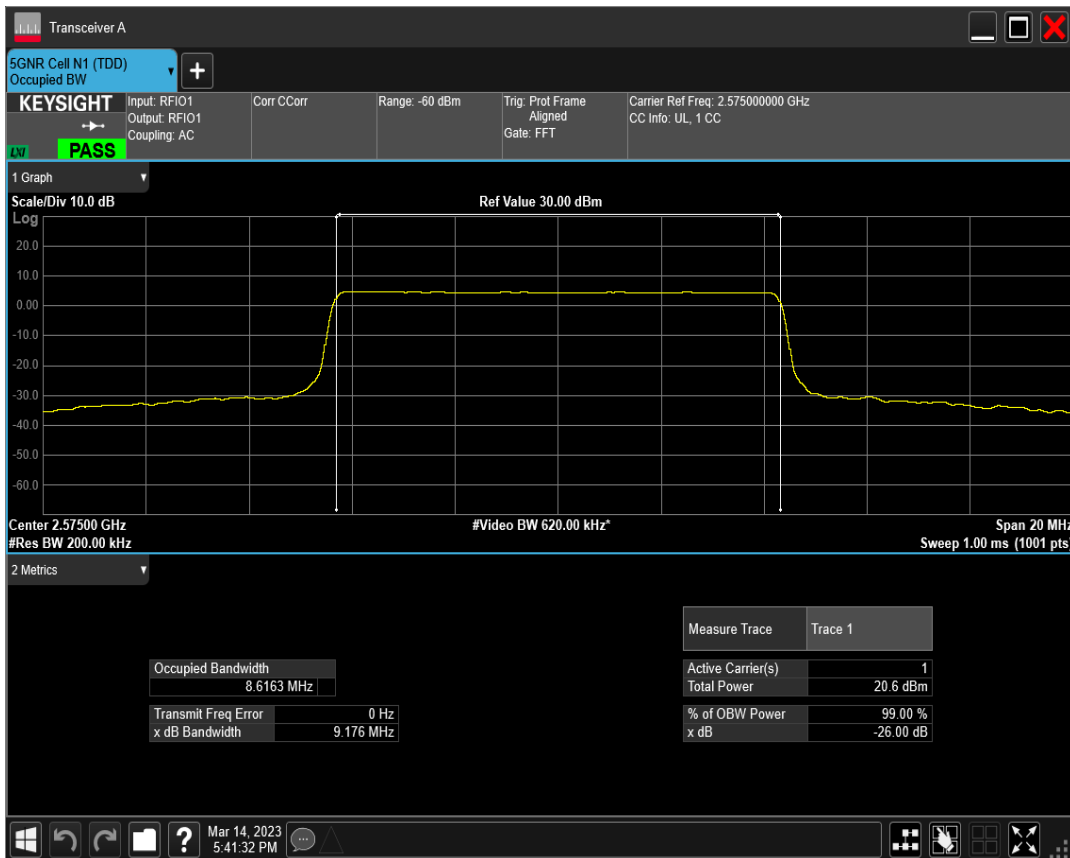 Transceiver A
5GNR Cell N1 (TDD)
Occupied BW
+
KEYSIGHT
LXI
PASS
Input: RFIO1
Output: RFIO1
Coupling: AC
Corr CCorr
Range: -60 dBm
Trig: Prot Frame
Aligned
Gate: FFT
Carrier Ref Freq: 2.575000000 GHz
CC Info: UL, 1 CC
1 Graph
Scale/Div 10.0 dB
Ref Value 30.00 dBm
Log
20.0
10.0
0.00
-10.0
-20.0
-30.0
-40.0
-50.0
-60.0
Center 2.57500 GHz
#Video BW 620.00 kHz*
Span 20 MHz
#Res BW 200.00 kHz
Sweep 1.00 ms (1001 pts)
2 Metrics
Measure Trace Trace 1
Occupied Bandwidth
8.6163 MHz
Active Carrier(s) 1
Total Power 20.6 dBm
Transmit Freq Error 0 Hz
x dB Bandwidth 9.176 MHz
% of OBW Power 99.00 %
x dB -26.00 dB
?
Mar 14, 2023
5:41:32 PM